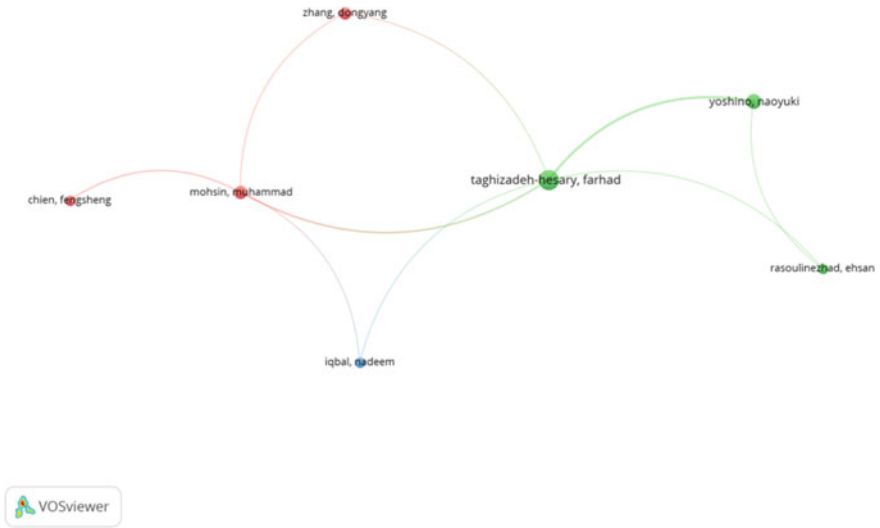 zhang, dongyang
yoshino, naoyuki
taghizadeh-hesary, farhad
mohsin, muhammad
chien, fengsheng
rasoulinezhad, ehsan
iqbal, nadeem
VOSviewer